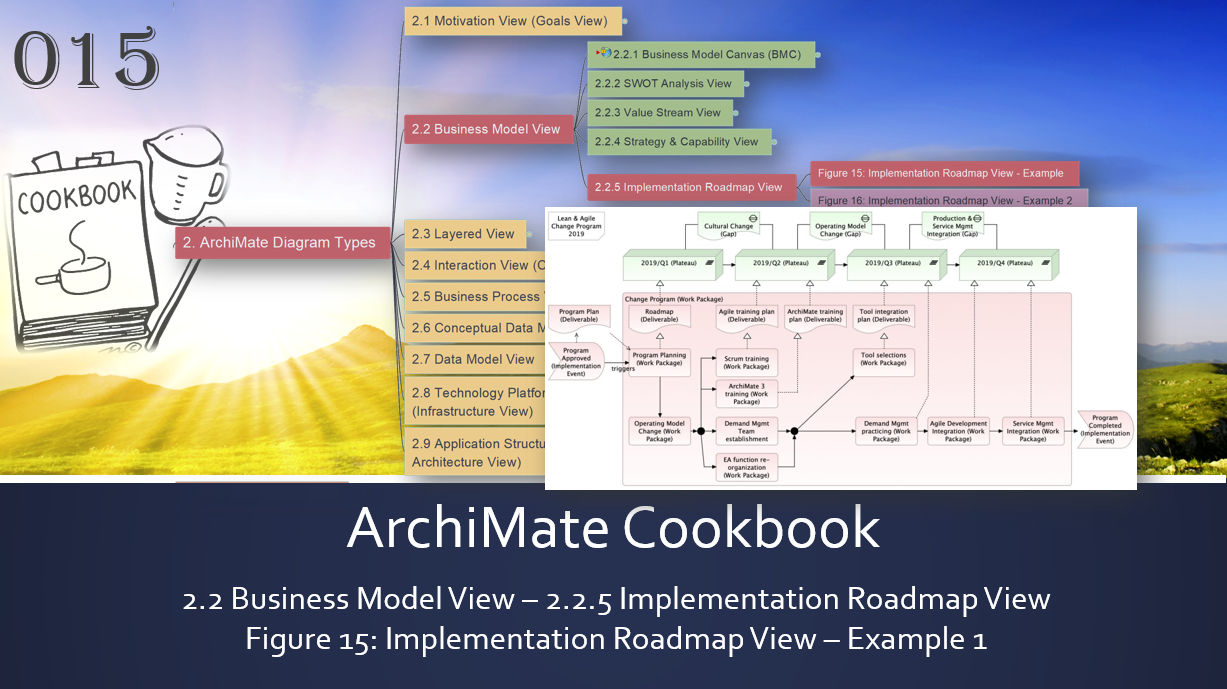 015
COOKBOOK
2. ArchiMate Diagram Types
2.1 Motivation View (Goals View)
2.2 Business Model View
2.2.1 Business Model Canvas (BMC)
2.2.2 SWOT Analysis View
2.2.3 Value Stream View
2.2.4 Strategy & Capability View
2.2.5 Implementation Roadmap View
Figure 15: Implementation Roadmap View - Example
Figure 16: Implementation Roadmap View - Example 2
2.3 Layered View
2.4 Interaction View (C
2.5 Business Process
2.6 Conceptual Data M
2.7 Data Model View
2.8 Technology Platfor
(Infrastructure View)
2.9 Application Structu
Architecture View)
Lean & Agile
Change Program
2019
Cultural Change
(Gap)
Operating Model
Change (Gap)
Production &
Service Mgmt
Integration (Gap)
2019/Q1 (Plateau)
2019/Q2 (Plateau)
2019/Q3 (Plateau)
2019/Q4 (Plateau)
Change Program (Work Package)
Program Plan
(Deliverable)
Roadmap
(Deliverable)
Agile training plan
(Deliverable)
ArchiMate training
plan (Deliverable)
Tool integration
plan (Deliverable)
Program
Approved
(Implementation
Event)
triggers
Program Planning
(Work Package)
Scrum training
(Work Package)
Tool selections
(Work Package)
ArchiMate 3
training (Work
Package)
Operating Model
Change (Work
Package)
Demand Mgmt
Team
establishment
Demand Mgmt
practicing (Work
Package)
Agile Development
Integration (Work
Package)
Service Mgmt
Integration (Work
Package)
Program
Completed
(Implementation
Event)
EA function re-
organization
(Work Package)
ArchiMate Cookbook
2.2 Business Model View – 2.2.5 Implementation Roadmap View
Figure 15: Implementation Roadmap View – Example 1